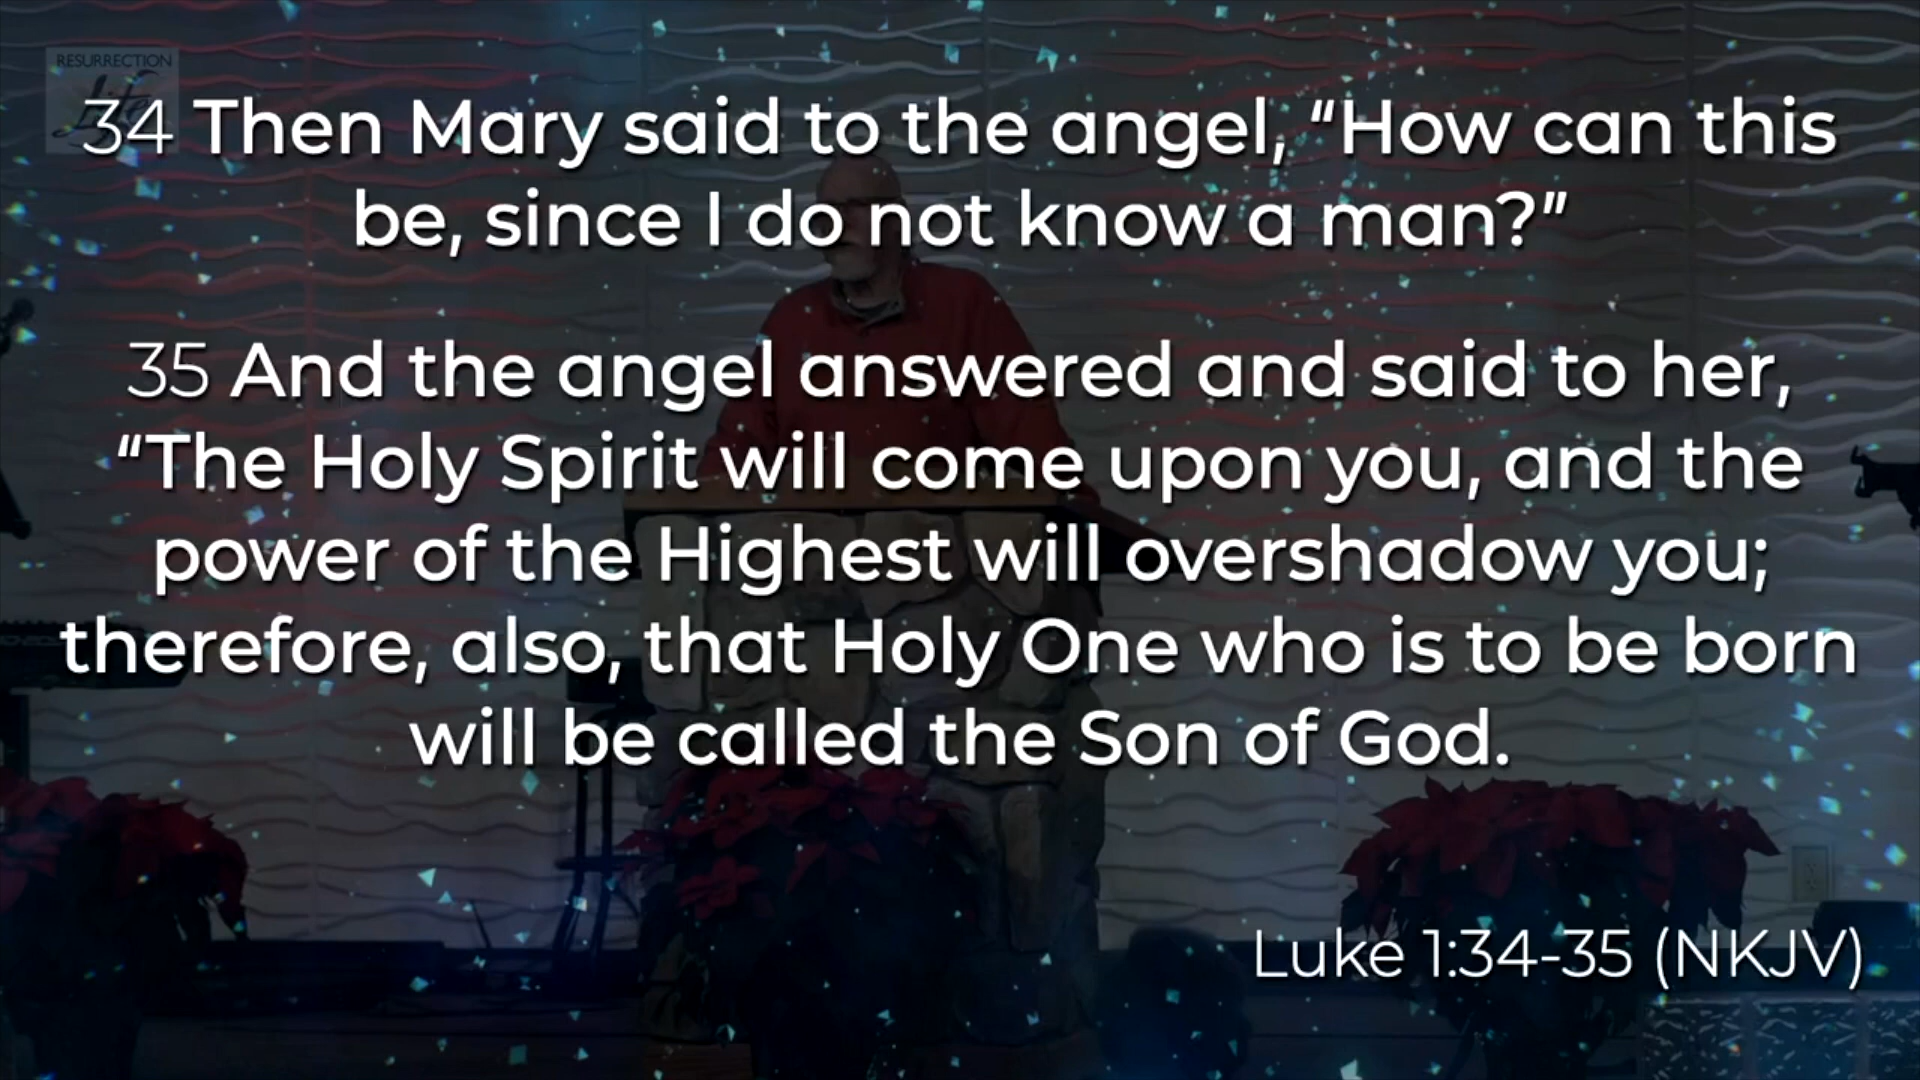 RESURRECTION
Life
34 Then Mary said to the angel, “How can this
be, since I do not know a man?”
35 And the angel answered and said to her,
“The Holy Spirit will come upon you, and the
power of the Highest will overshadow you;
therefore, also, that Holy One who is to be born
will be called the Son of God.
Luke 1:34-35 (NKJV)